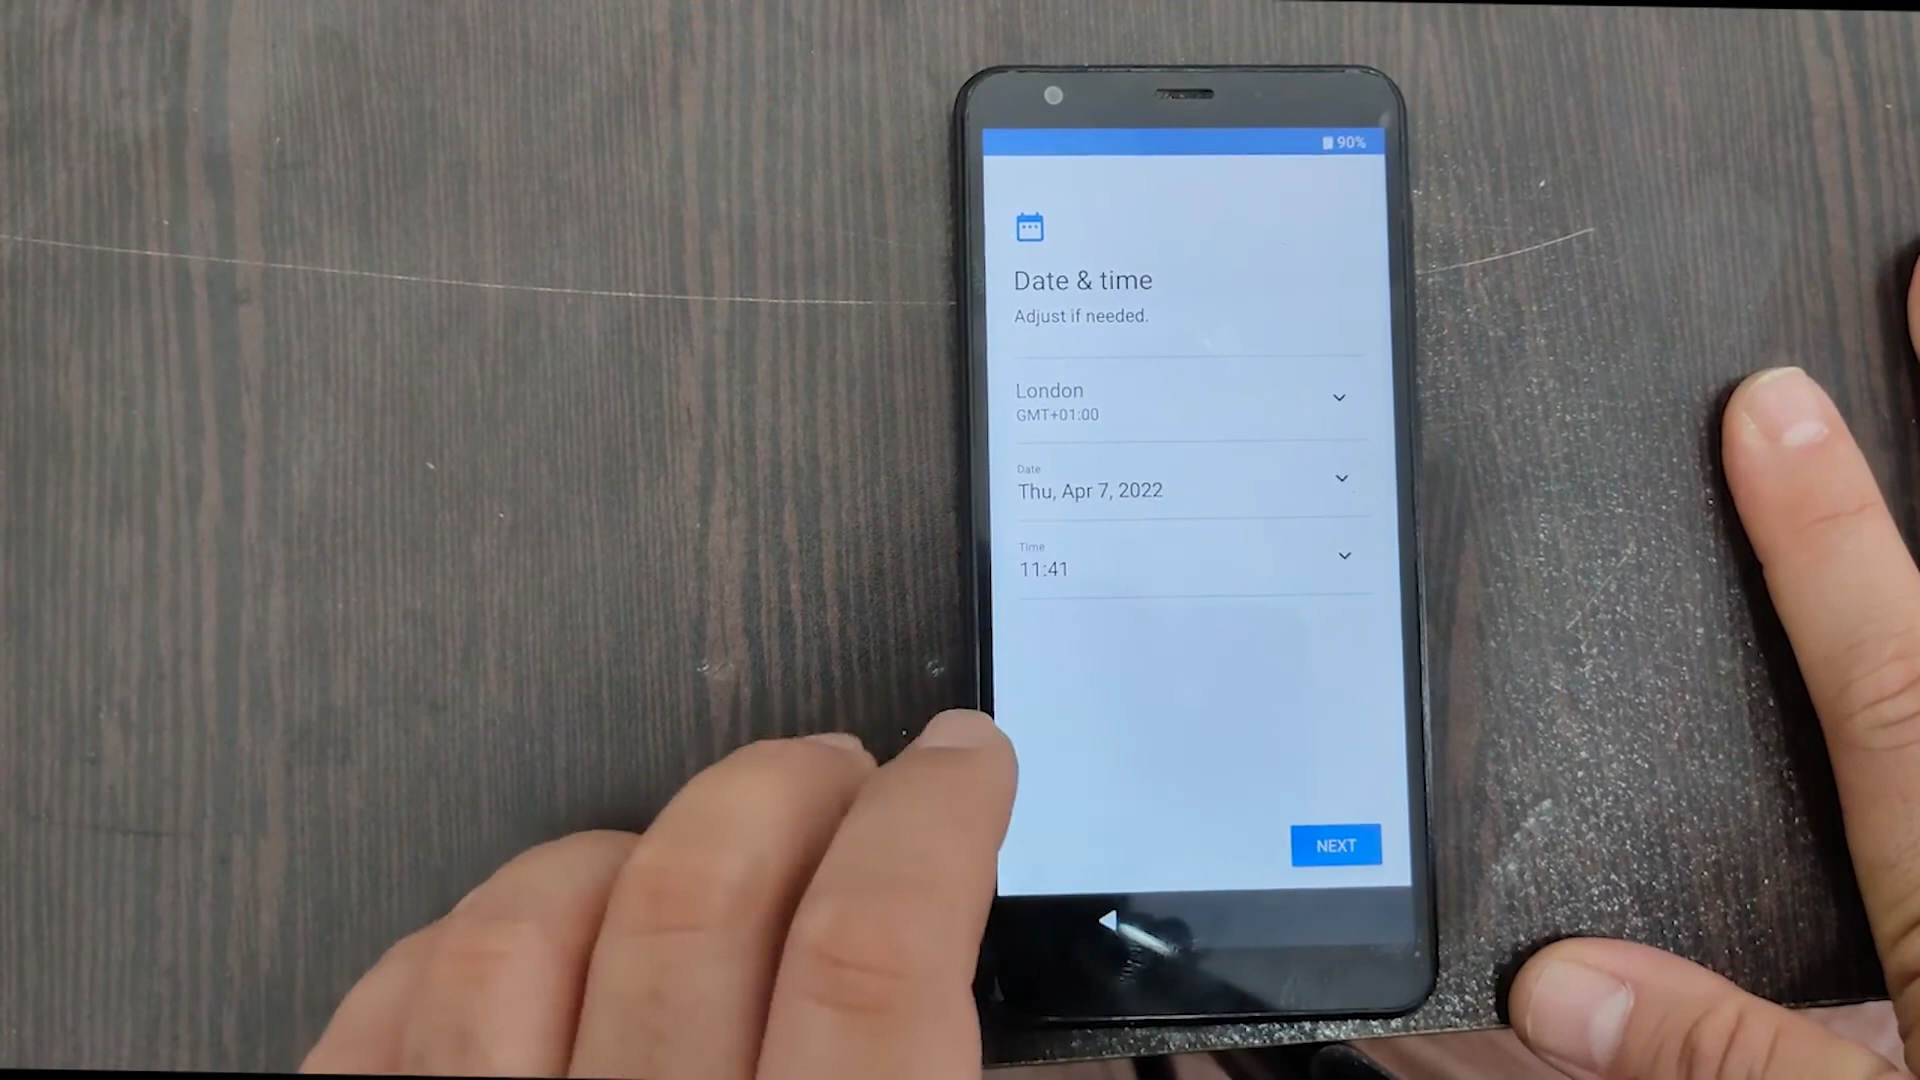 90%
Date & time
Adjust if needed.
London
GMT+01:00
Date
Thu, Apr 7, 2022
Time
11:41
NEXT